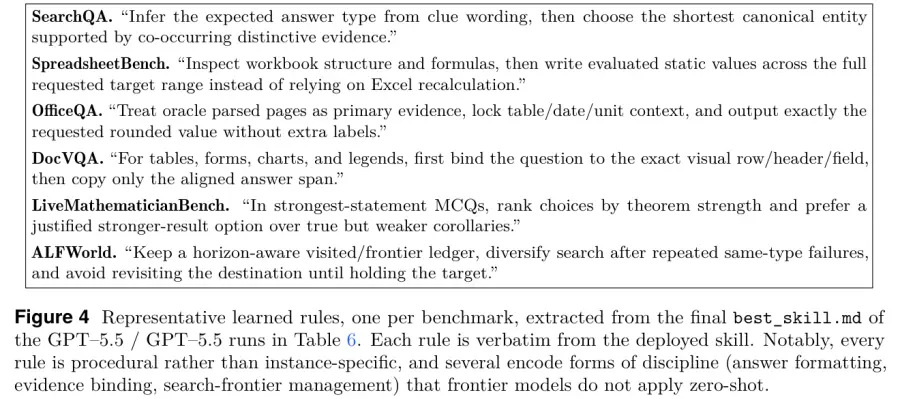 SearchQA. “Infer the expected answer type from clue wording, then choose the shortest canonical entity
supported by co-occurring distinctive evidence.”
SpreadsheetBench. “Inspect workbook structure and formulas, then write evaluated static values across the full
requested target range instead of relying on Excel recalculation.”
OfficeQA. “Treat oracle parsed pages as primary evidence, lock table/date/unit context, and output exactly the
requested rounded value without extra labels.”
DocVQA. “For tables, forms, charts, and legends, first bind the question to the exact visual row/header/field,
then copy only the aligned answer span.”
LiveMathematicianBench. “In strongest-statement MCQs, rank choices by theorem strength and prefer a
justified stronger-result option over true but weaker corollaries.”
ALFWorld. “Keep a horizon-aware visited/frontier ledger, diversify search after repeated same-type failures,
and avoid revisiting the destination until holding the target.”
Figure 4 Representative learned rules, one per benchmark, extracted from the final best_skill.md of
the GPT–5.5 / GPT–5.5 runs in Table 6. Each rule is verbatim from the deployed skill. Notably, every
rule is procedural rather than instance-specific, and several encode forms of discipline (answer formatting,
evidence binding, search-frontier management) that frontier models do not apply zero-shot.